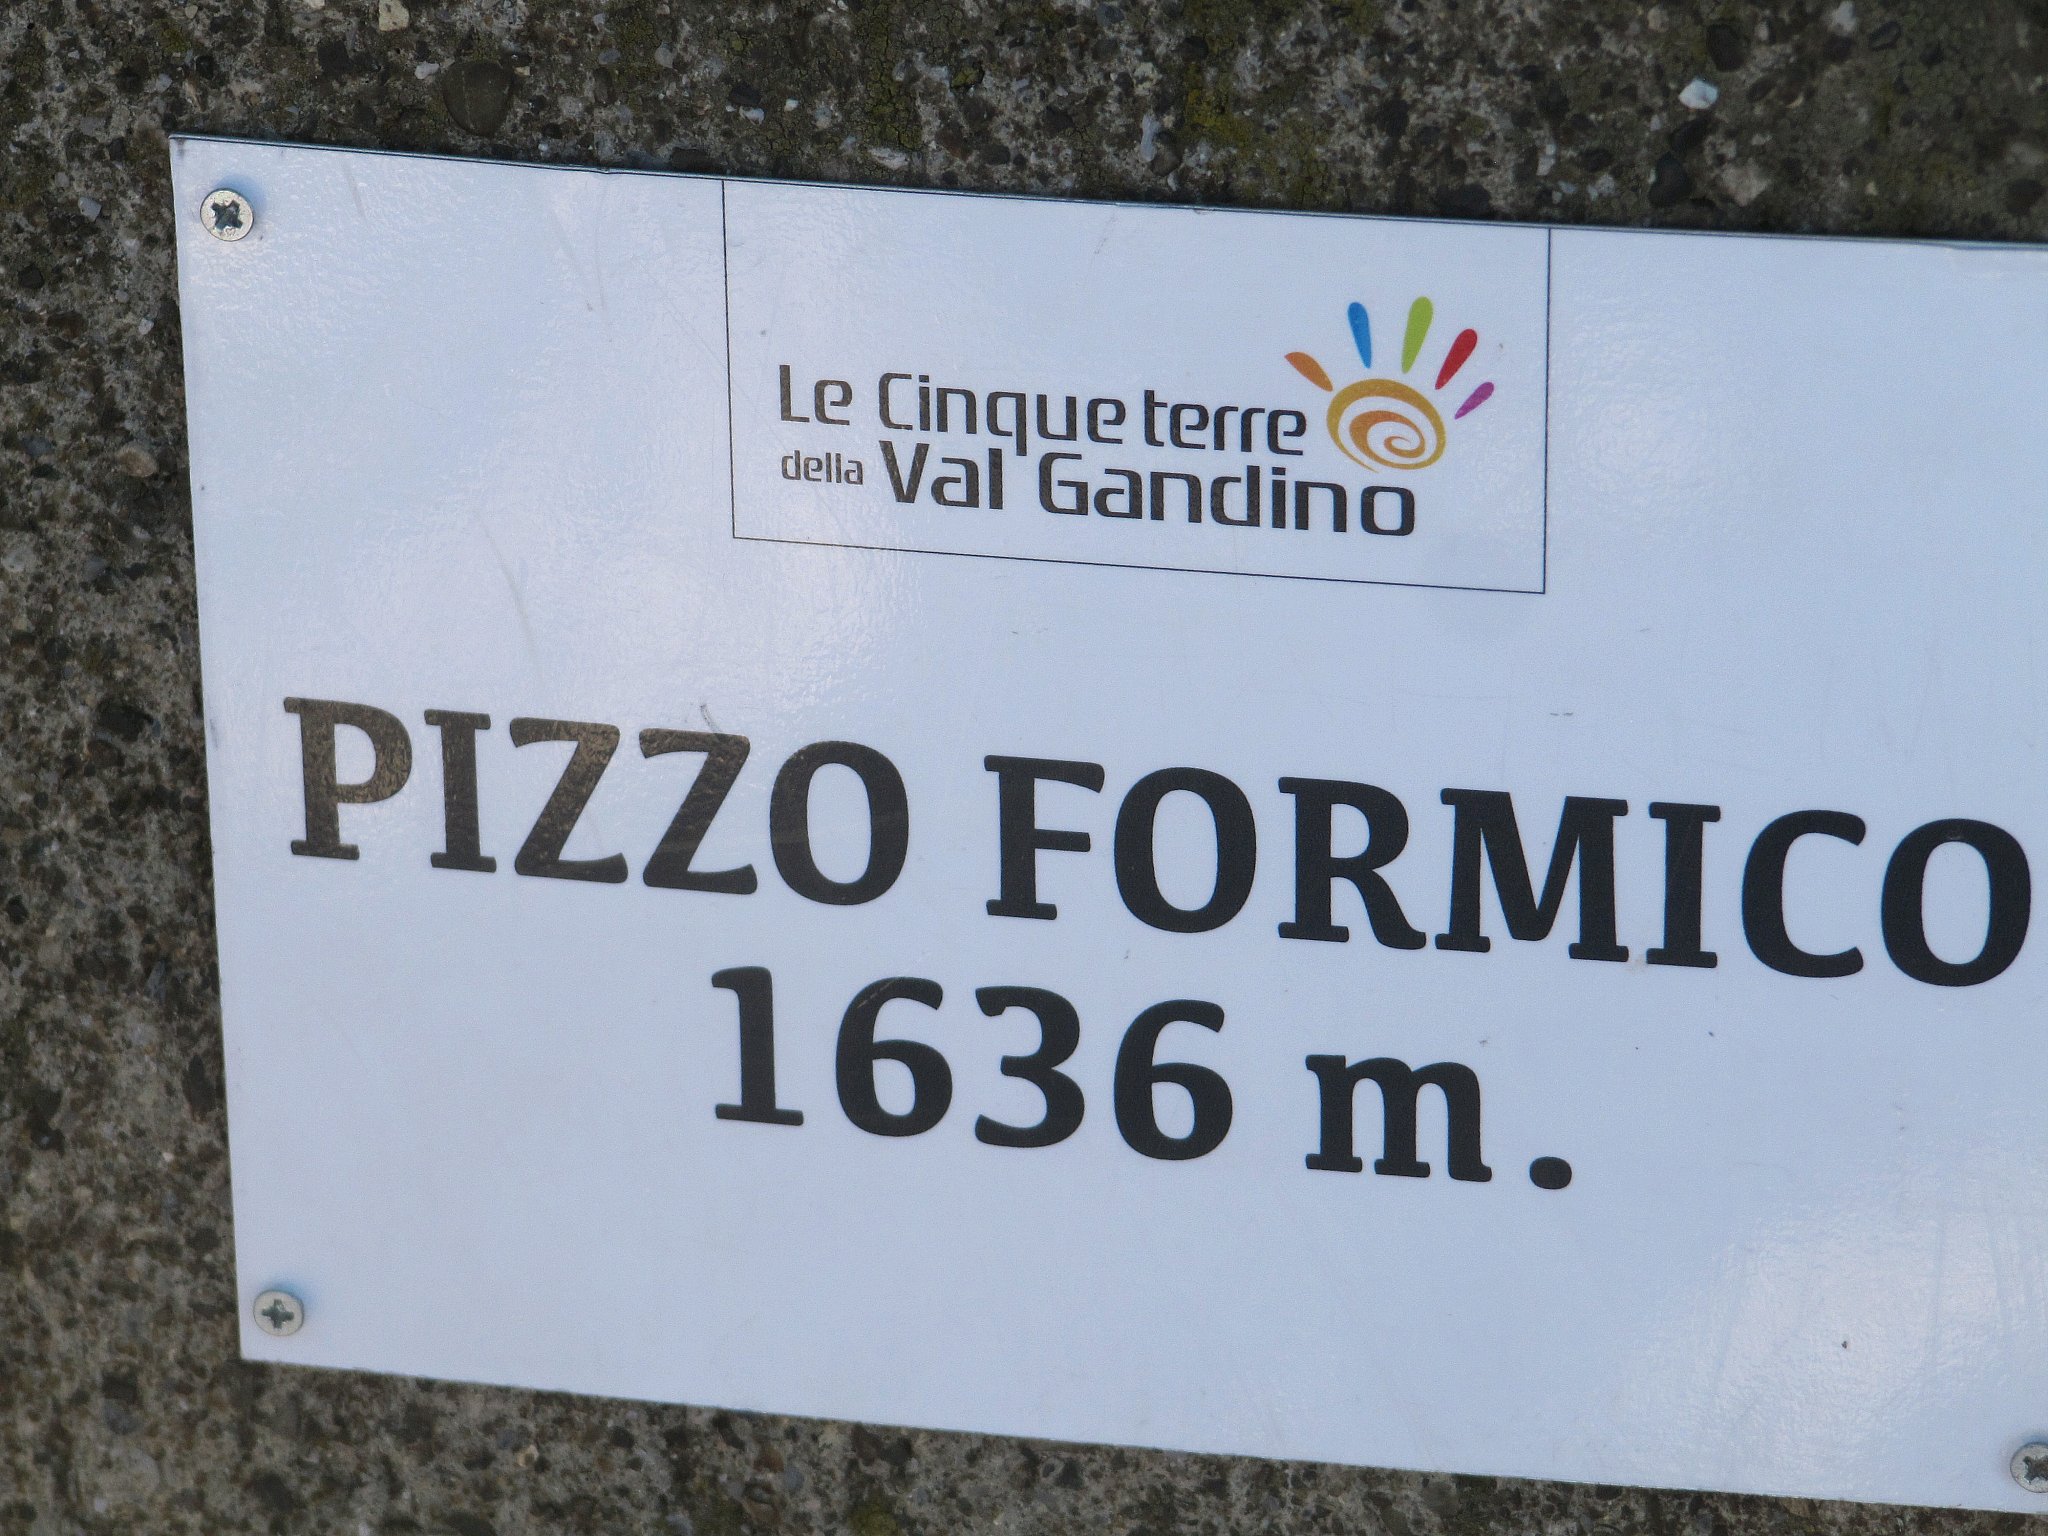 Le Cinque terre
della Val Gandino
PIZZO FORMICO
1636 m.